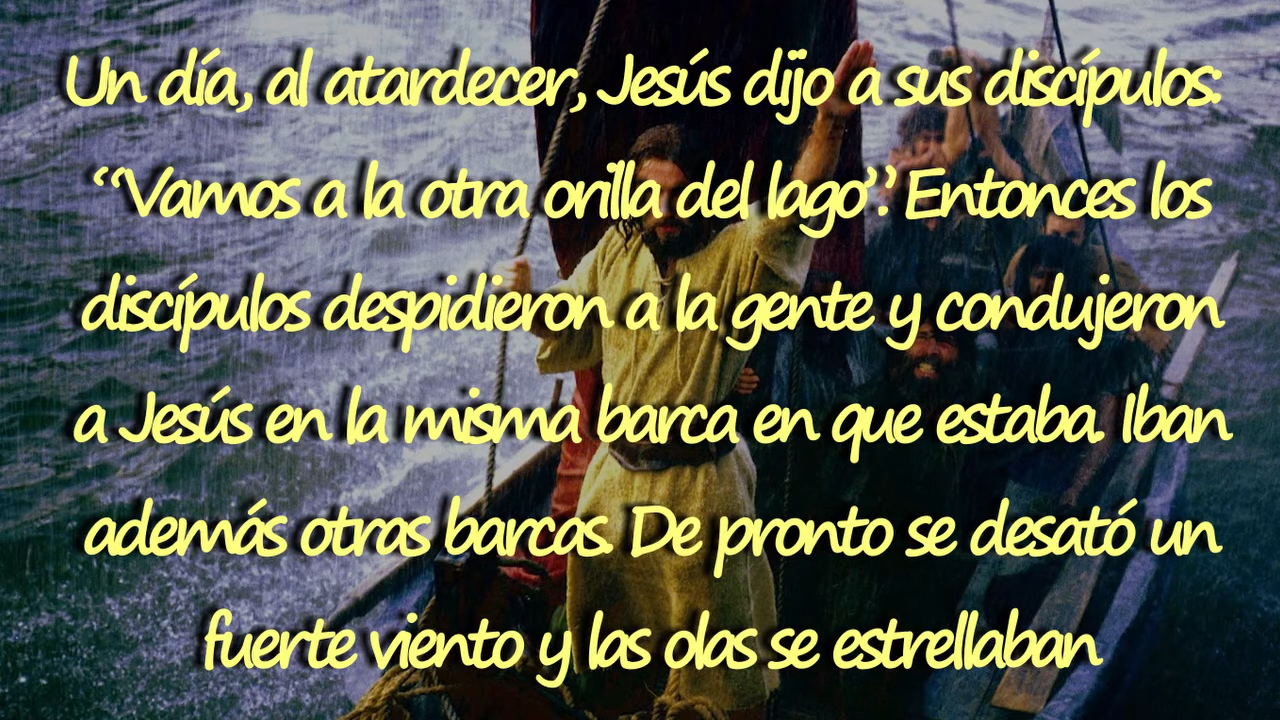 Un día, al atardecer, Jesús dijo a sus discípulos:
“Vamos a la otra orilla del lago”. Entonces los
discípulos despidieron a la gente y condujeron
a Jesús en la misma barca en que estaba. Iban
además otras barcas. De pronto se desató un
fuerte viento y las olas se estrellaban